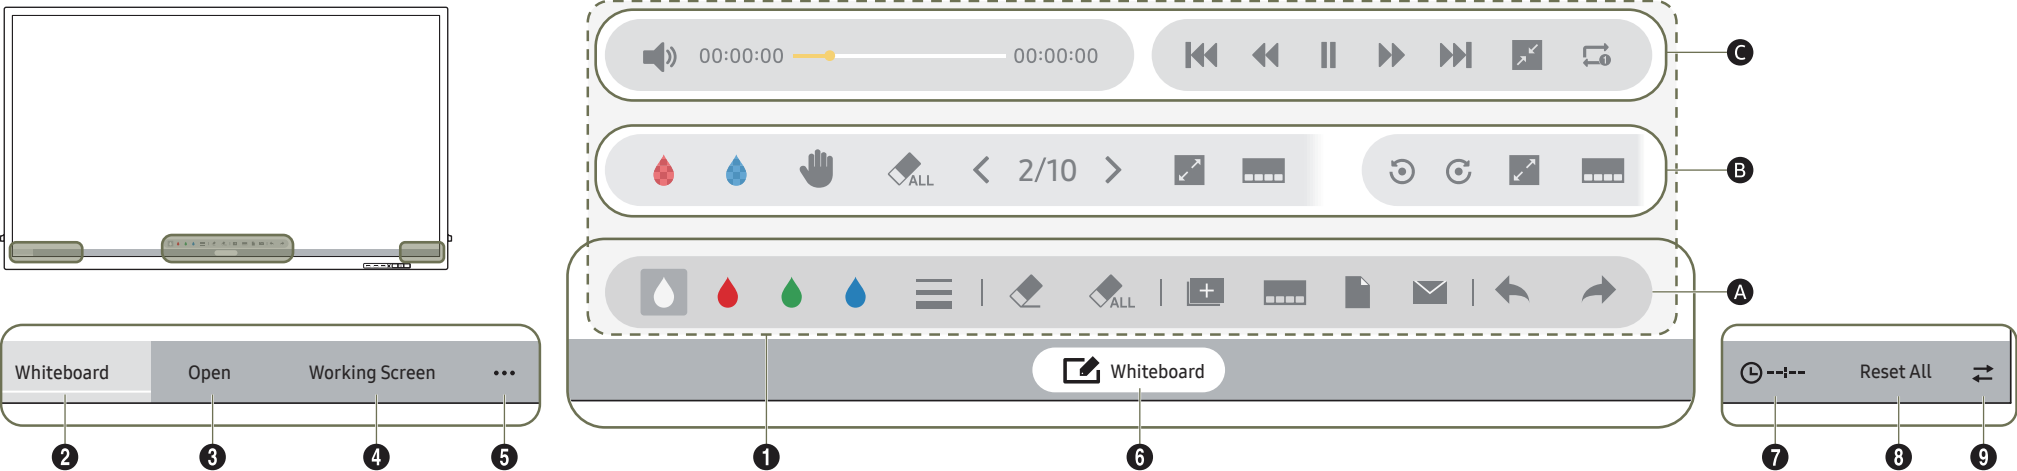 00:00:00 00:00:00
C
ALL 2/10
B
ALL
A
Whiteboard Open Working Screen
Whiteboard
--:-- Reset All
2 3 4 5 1 6 7 8 9